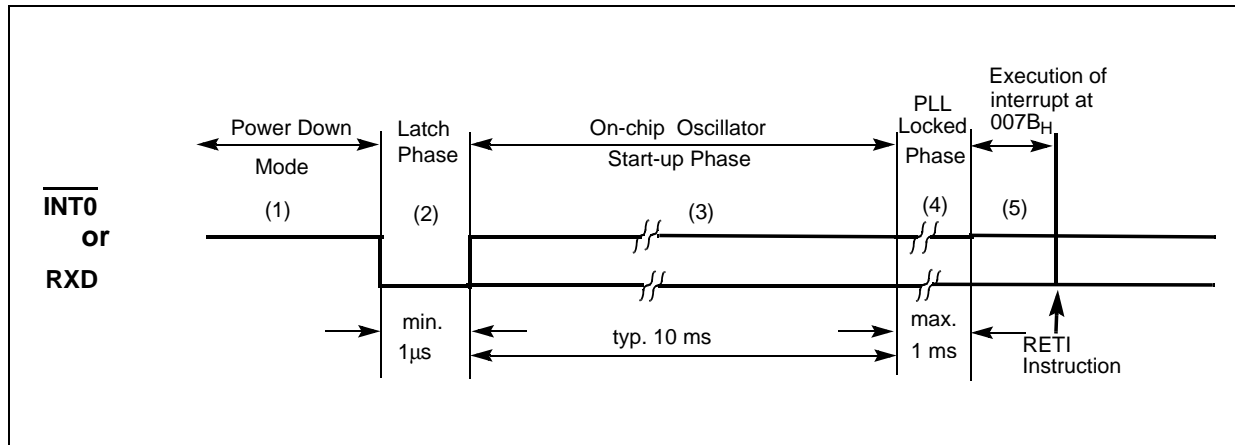 Power Down
Mode
(1)
Latch
Phase
(2)
On-chip Oscillator
Start-up Phase
(3)
PLL
Locked
Phase
(4)
Execution of
interrupt at
007BH
(5)
INT0
or
RXD
min.
1µs
typ. 10 ms
max.
1 ms
RETI
Instruction